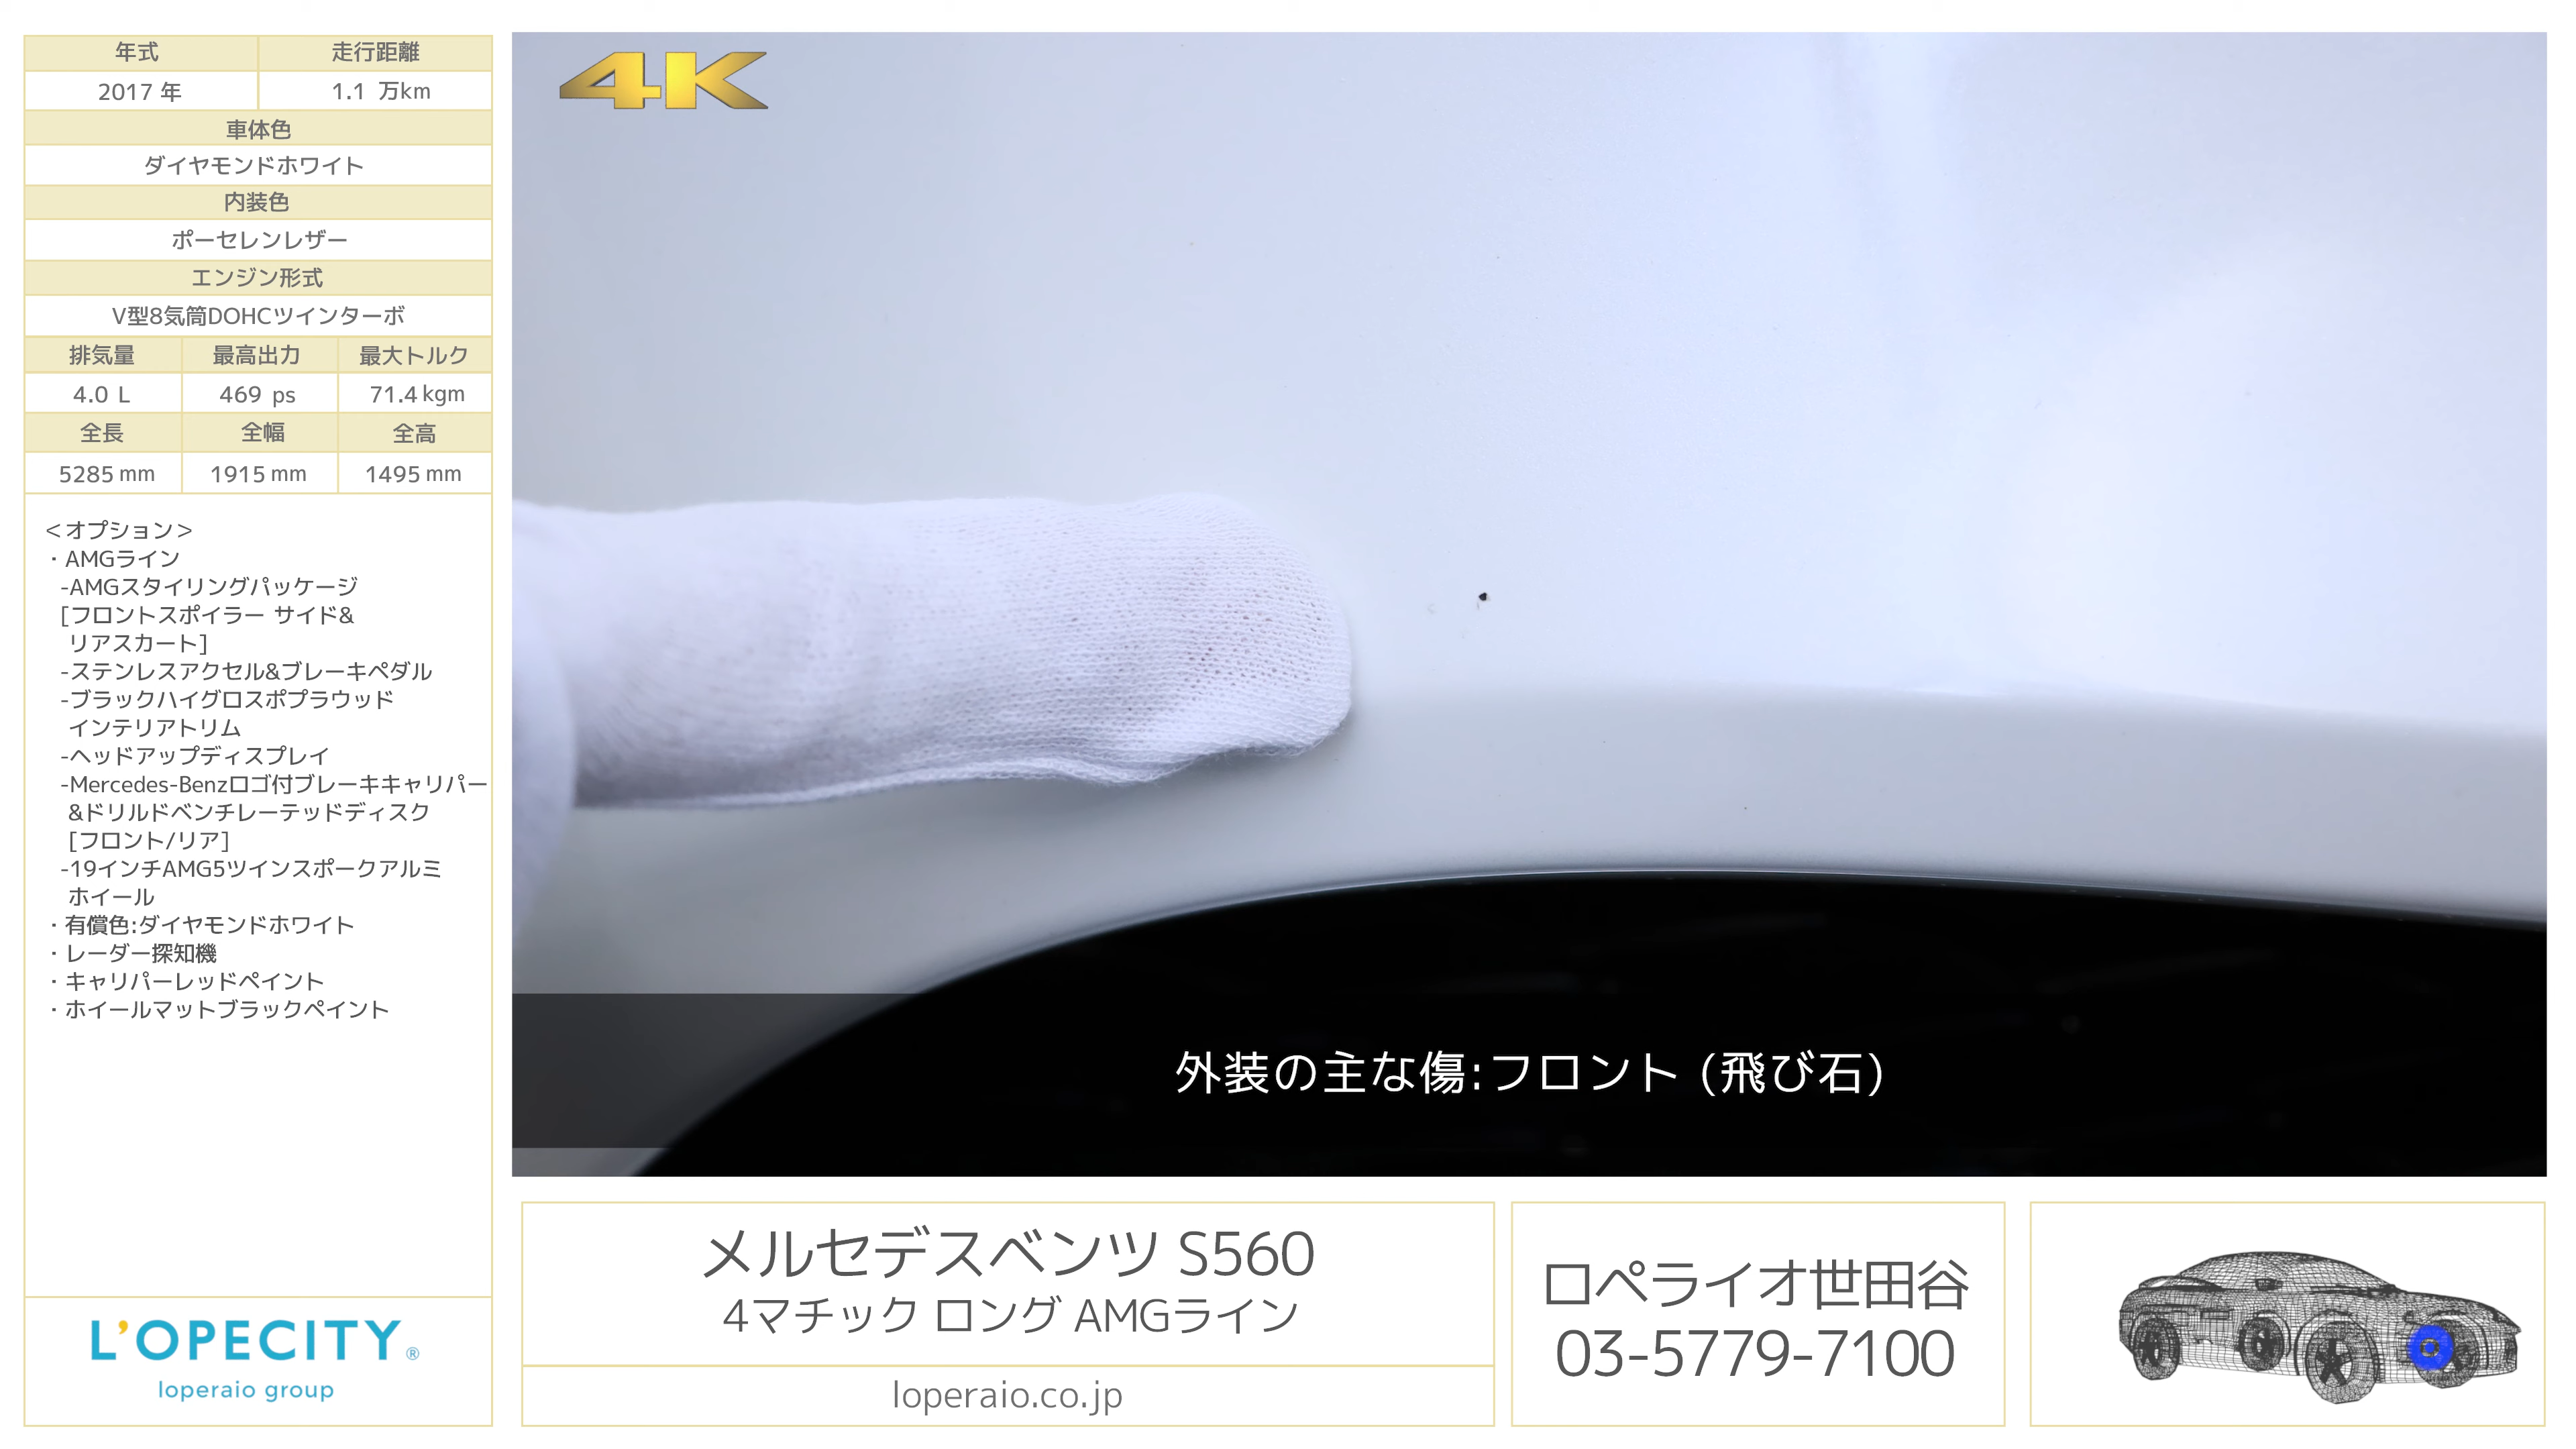 年式 走行距離
2017 年 1.1 万km
車体色
ダイヤモンドホワイト
内装色
ポーセレンレザー
エンジン形式
V型8気筒DOHCツインターボ
排気量 最高出力 最大トルク
4.0 L 469 ps 71.4 kgm
全長 全幅 全高
5285 mm 1915 mm 1495 mm
＜オプション＞
・AMGライン
-AMGスタイリングパッケージ
[フロントスポイラー サイド&
リアスカート]
-ステンレスアクセル&ブレーキペダル
-ブラックハイグロスポプラウッド
インテリアトリム
-ヘッドアップディスプレイ
-Mercedes-Benzロゴ付ブレーキキャリパー
&ドリルドベンチレーテッドディスク
[フロント/リア]
-19インチAMG5ツインスポークアルミ
ホイール
・有償色:ダイヤモンドホワイト
・レーダー探知機
・キャリパーレッドペイント
・ホイールマットブラックペイント
L'OPECITY®
loperaio group
4K
外装の主な傷:フロント (飛び石)
メルセデスベンツ S560
4マチック ロング AMGライン
loperaio.co.jp
ロペライオ世田谷
03-5779-7100